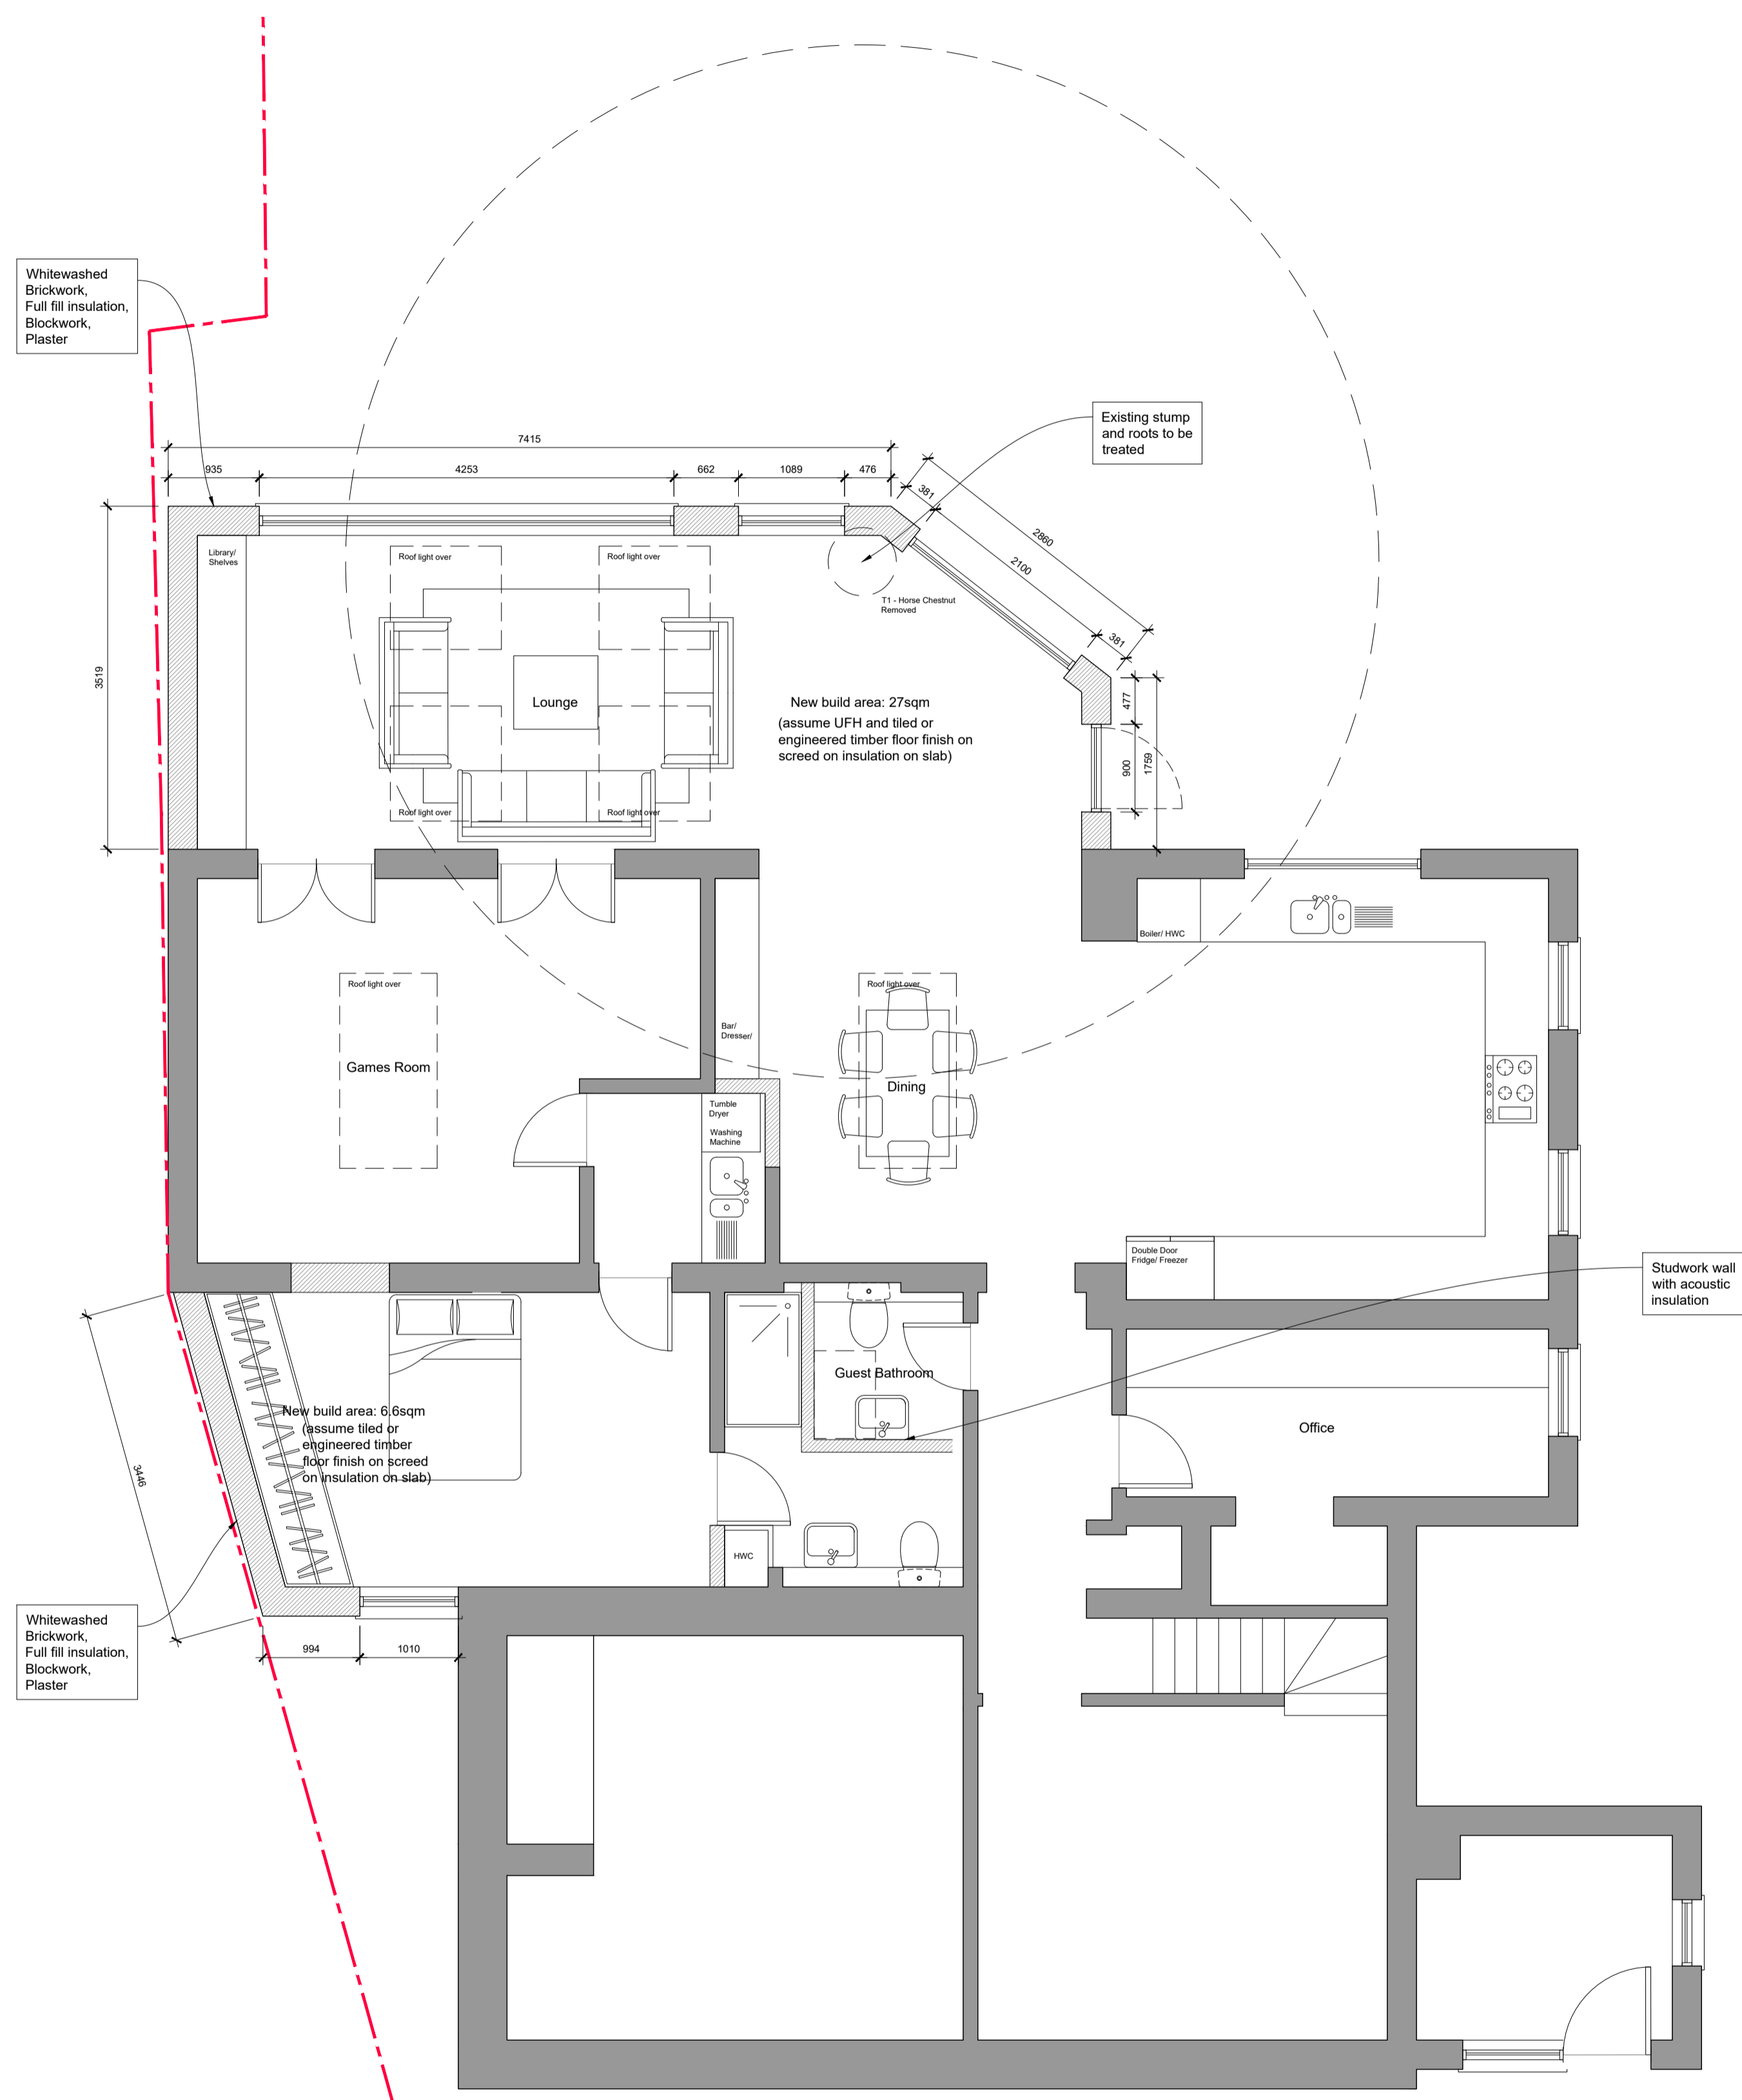 Whitewashed
Brickwork,
Full fill insulation,
Blockwork,
Plaster
Existing stump
and roots to be
treated
7415
935
4253
662
1089
476
381
2860
2100
381
3519
477
900
1759
Library/
Shelves
Roof light over
Roof light over
T1 - Horse Chestnut
Removed
Lounge
New build area: 27sqm
(assume UFH and tiled or
engineered timber floor finish on
screed on insulation on slab)
Roof light over
Roof light over
Boiler/ HWC
Roof light over
Roof light over
Bar/
Dresser/
Games Room
Dining
Tumble
Dryer
Washing
Machine
Double Door
Fridge/ Freezer
Studwork wall
with acoustic
insulation
Guest Bathroom
New build area: 6.6sqm
(assume tiled or
engineered timber
floor finish on screed
on insulation on slab)
Office
3446
HWC
Whitewashed
Brickwork,
Full fill insulation,
Blockwork,
Plaster
994
1010